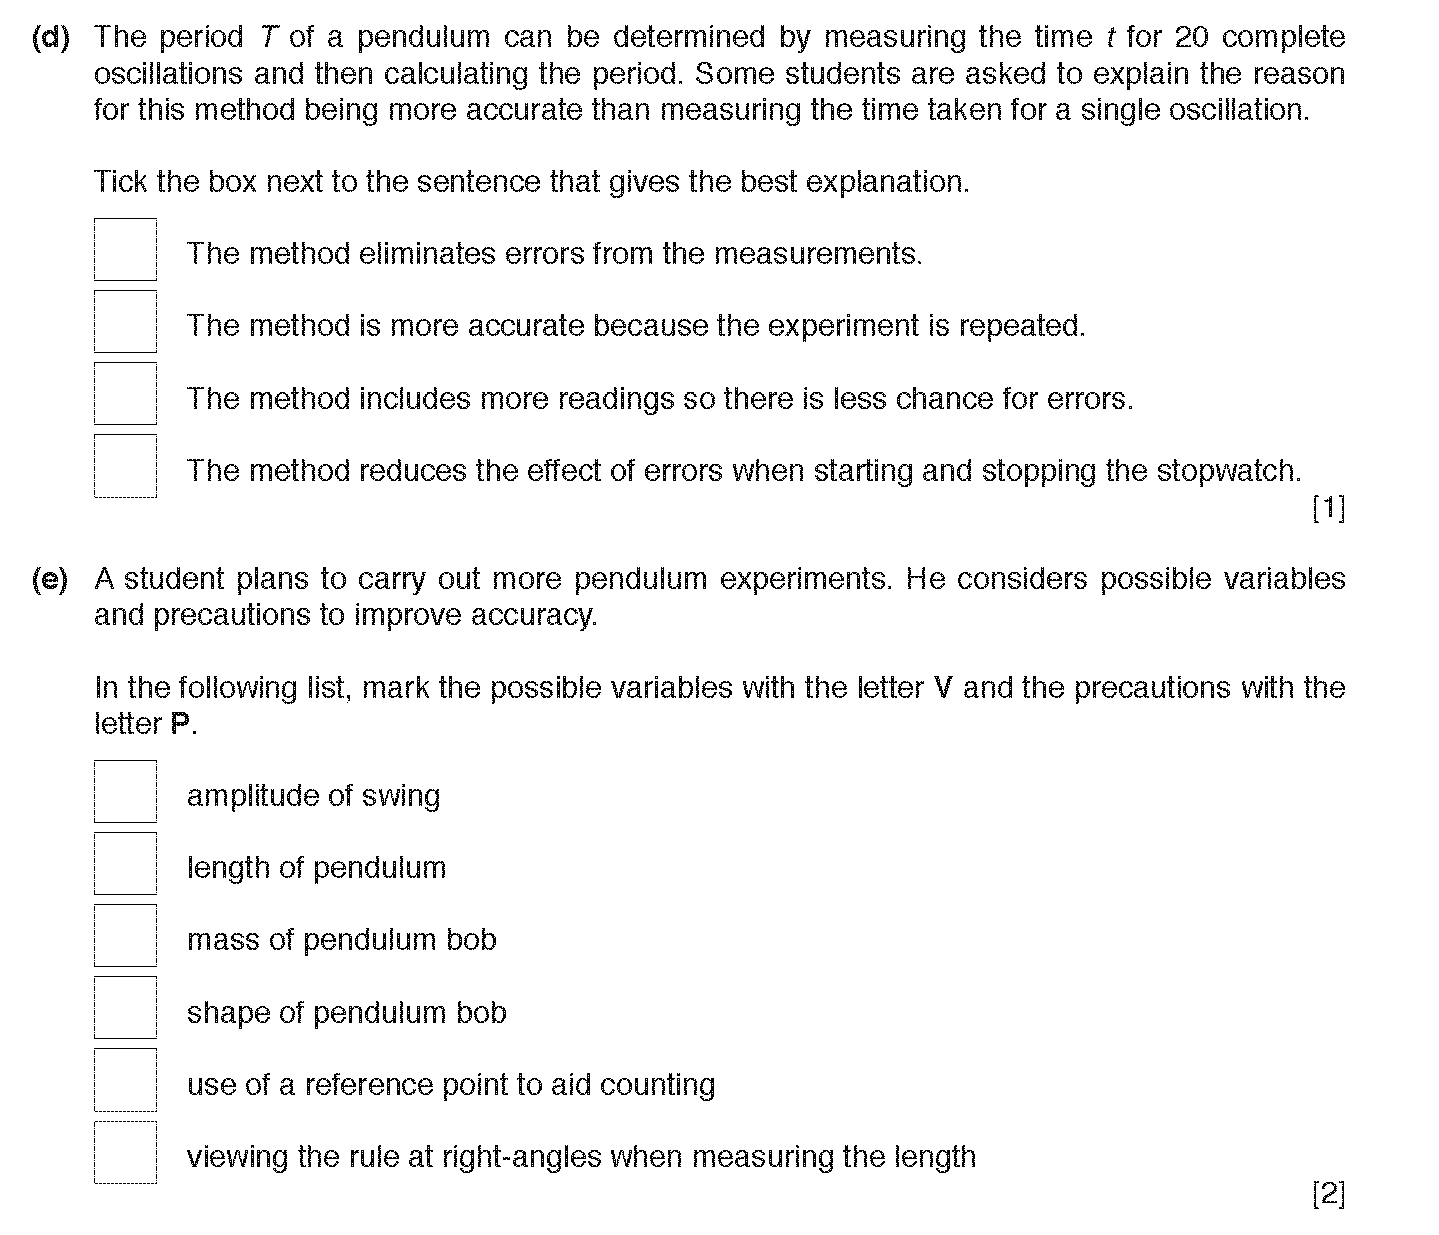 (d) The period T of a pendulum can be determined by measuring the time t for 20 complete
oscillations and then calculating the period. Some students are asked to explain the reason
for this method being more accurate than measuring the time taken for a single oscillation.
Tick the box next to the sentence that gives the best explanation.
The method eliminates errors from the measurements.
The method is more accurate because the experiment is repeated.
The method includes more readings so there is less chance for errors.
The method reduces the effect of errors when starting and stopping the stopwatch.
[1]
(e) A student plans to carry out more pendulum experiments. He considers possible variables
and precautions to improve accuracy.
In the following list, mark the possible variables with the letter V and the precautions with the
letter P.
amplitude of swing
length of pendulum
mass of pendulum bob
shape of pendulum bob
use of a reference point to aid counting
viewing the rule at right-angles when measuring the length
[2]